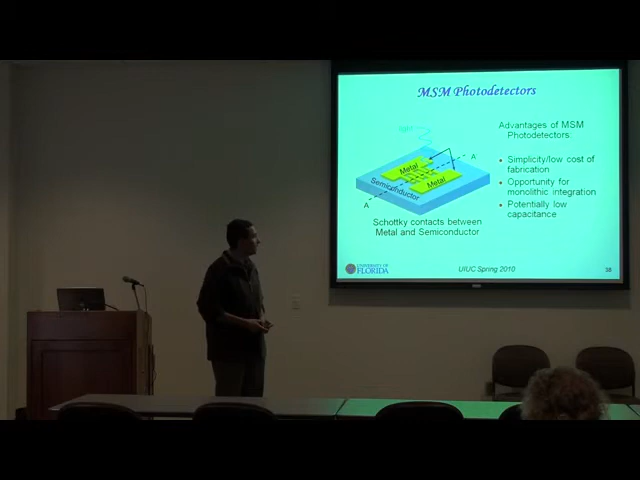 MSM Photodetectors
Advantages of MSM
Photodetectors:
light
A
Metal
Metal
Semiconductor
A
Simplicity/low cost of
fabrication
Opportunity for
monolithic integration
Potentially low
capacitance
Schottky contacts between
Metal and Semiconductor
UNIVERSITY OF
FLORIDA
UIUC Spring 2010
38